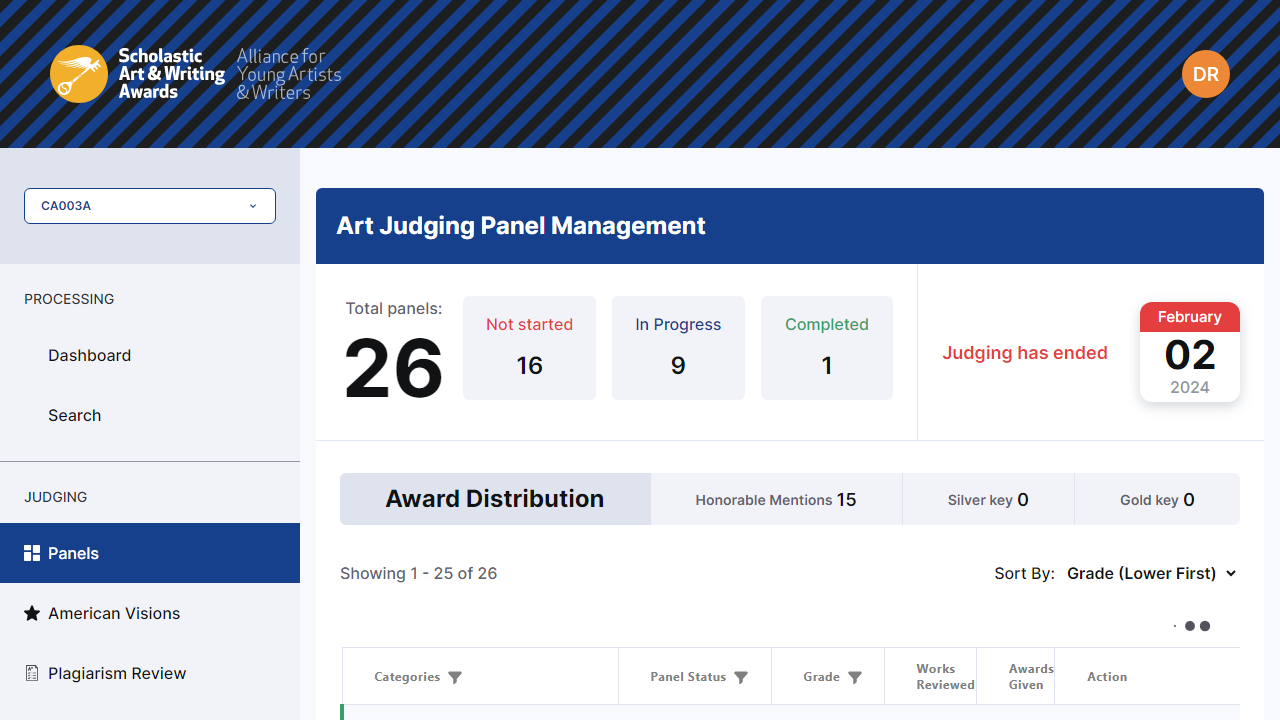 Scholastic
Art & Writing
Awards
Alliance for
Young Artists
& Writers
DR
CA003A
PROCESSING
Dashboard
Search
JUDGING
Panels
American Visions
Plagiarism Review
Art Judging Panel Management
Total panels:
26
Not started
16
In Progress
9
Completed
1
Judging has ended
February
02
2024
Award Distribution
Honorable Mentions 15
Silver key 0
Gold key 0
Showing 1 - 25 of 26
Sort By: Grade (Lower First)
Categories
Panel Status
Grade
Works
Reviewed
Awards
Given
Action